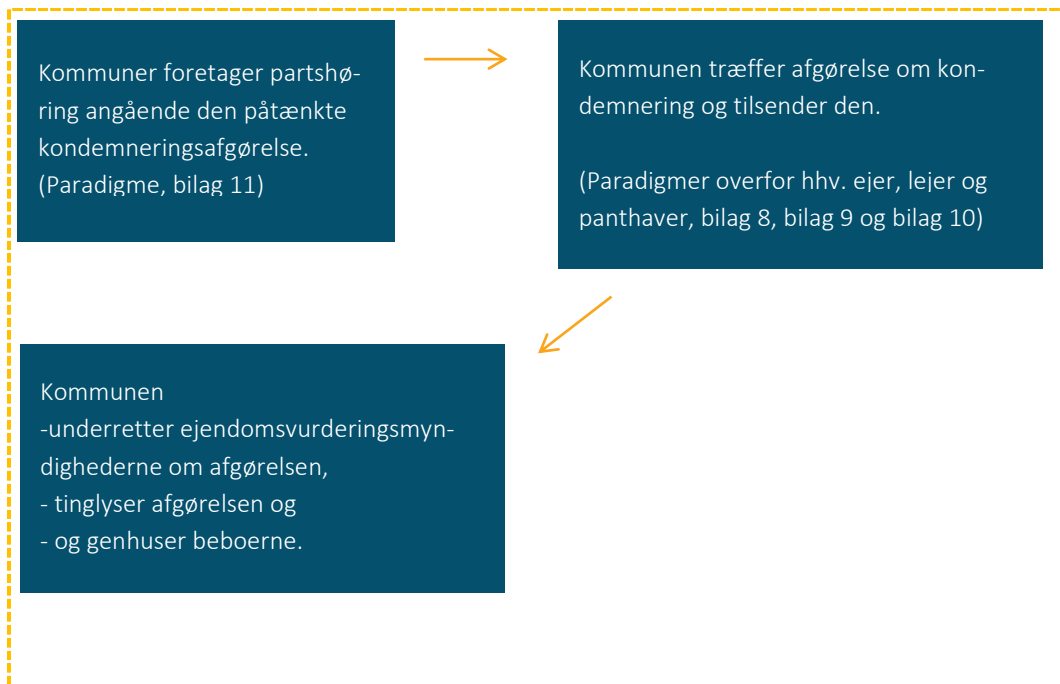 Kommuner foretager partshø-
ring angående den påtænkte
kondemneringsafgørelse.
(Paradigme, bilag 11)
Kommunen træffer afgørelse om kon-
demnering og tilsender den.
(Paradigmer overfor hhv. ejer, lejer og
panthaver, bilag 8, bilag 9 og bilag 10)
Kommunen
-underretter ejendomsvurderingsmyn-
dighederne om afgørelsen,
- tinglyser afgørelsen og
- og genhuser beboerne.